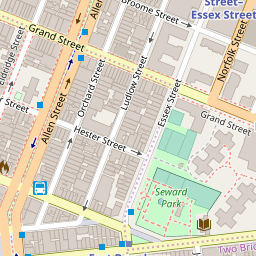 Street–
Essex Street
Broome Street
Allen
Grand Street
Norfolk Street
Eldridge Street
Orchard Street
Ludlow Street
Essex Street
Grand Street
Allen Street
Hester Street
Seward
Park
Two Bri